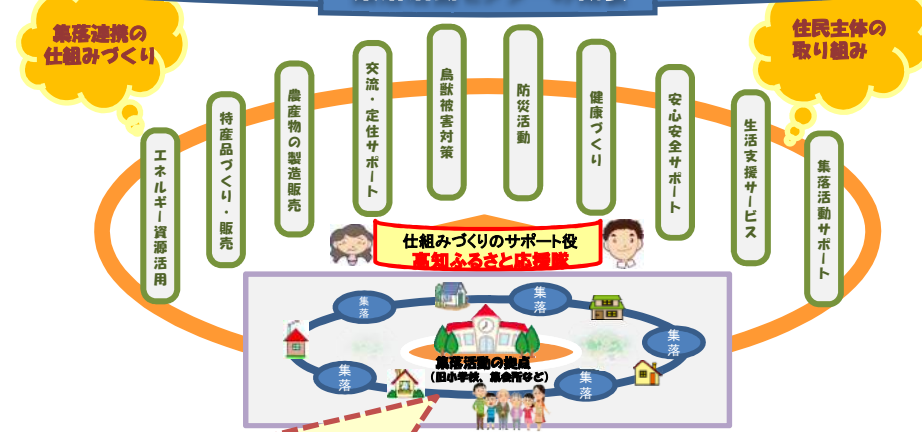 集落連携の
仕組みづくり
住民主体の
取り組み
エネルギー資源活用
特産品づくり・販売
農産物の製造販売
交流・定住サポート
鳥獣被害対策
防災活動
健康づくり
安心安全サポート
生活支援サービス
集落活動サポート
仕組みづくりのサポート役
高知ふるさと応援隊
集落
集落
集落
集落
集落
集落活動の拠点
（旧小学校、集会所など）